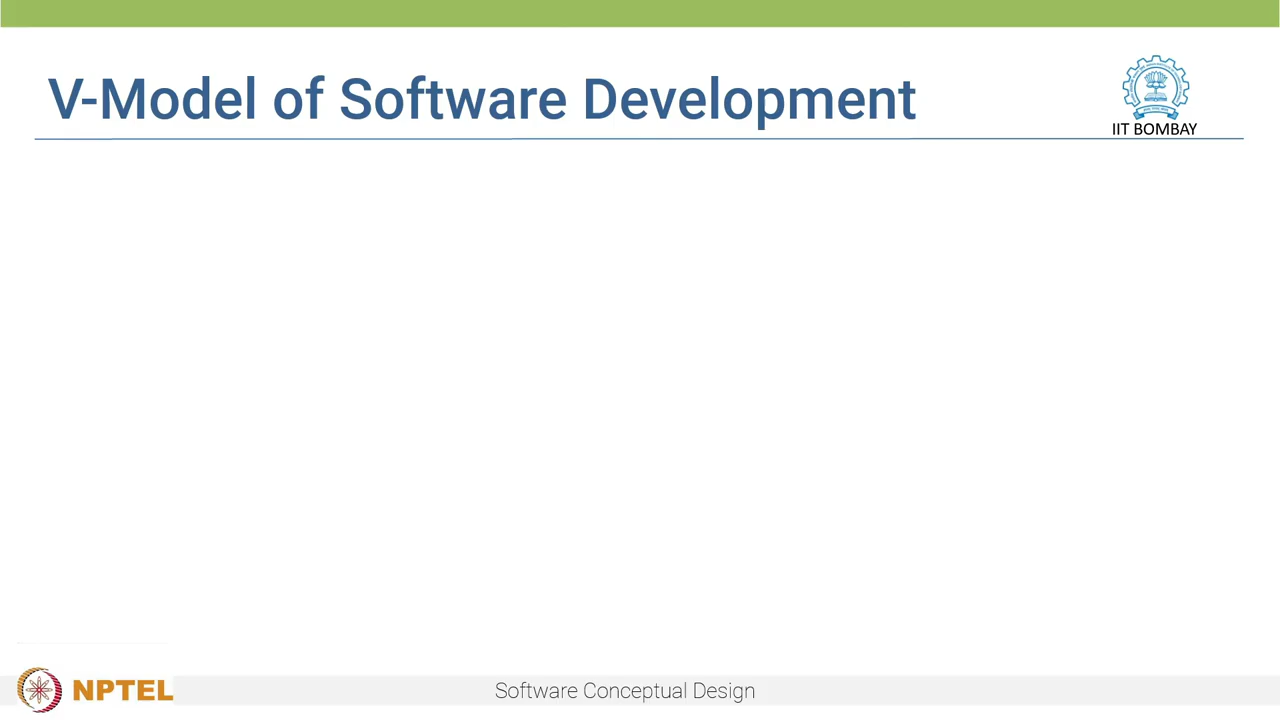 V-Model of Software Development
IIT BOMBAY
NPTEL
Software Conceptual Design